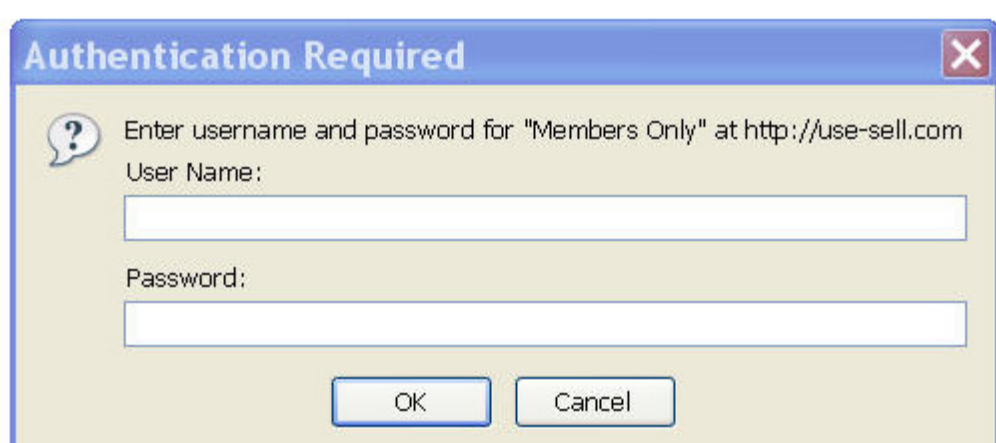 Authentication Required
Enter username and password for "Members Only" at http://use-sell.com
User Name:
Password:
OK Cancel